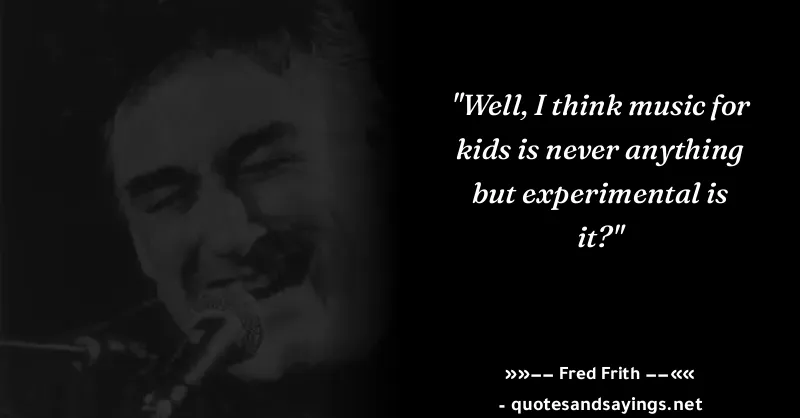 "Well, I think music for
kids is never anything
but experimental is
it?"
»»−− Fred Frith −−««
- quotesandsayings.net